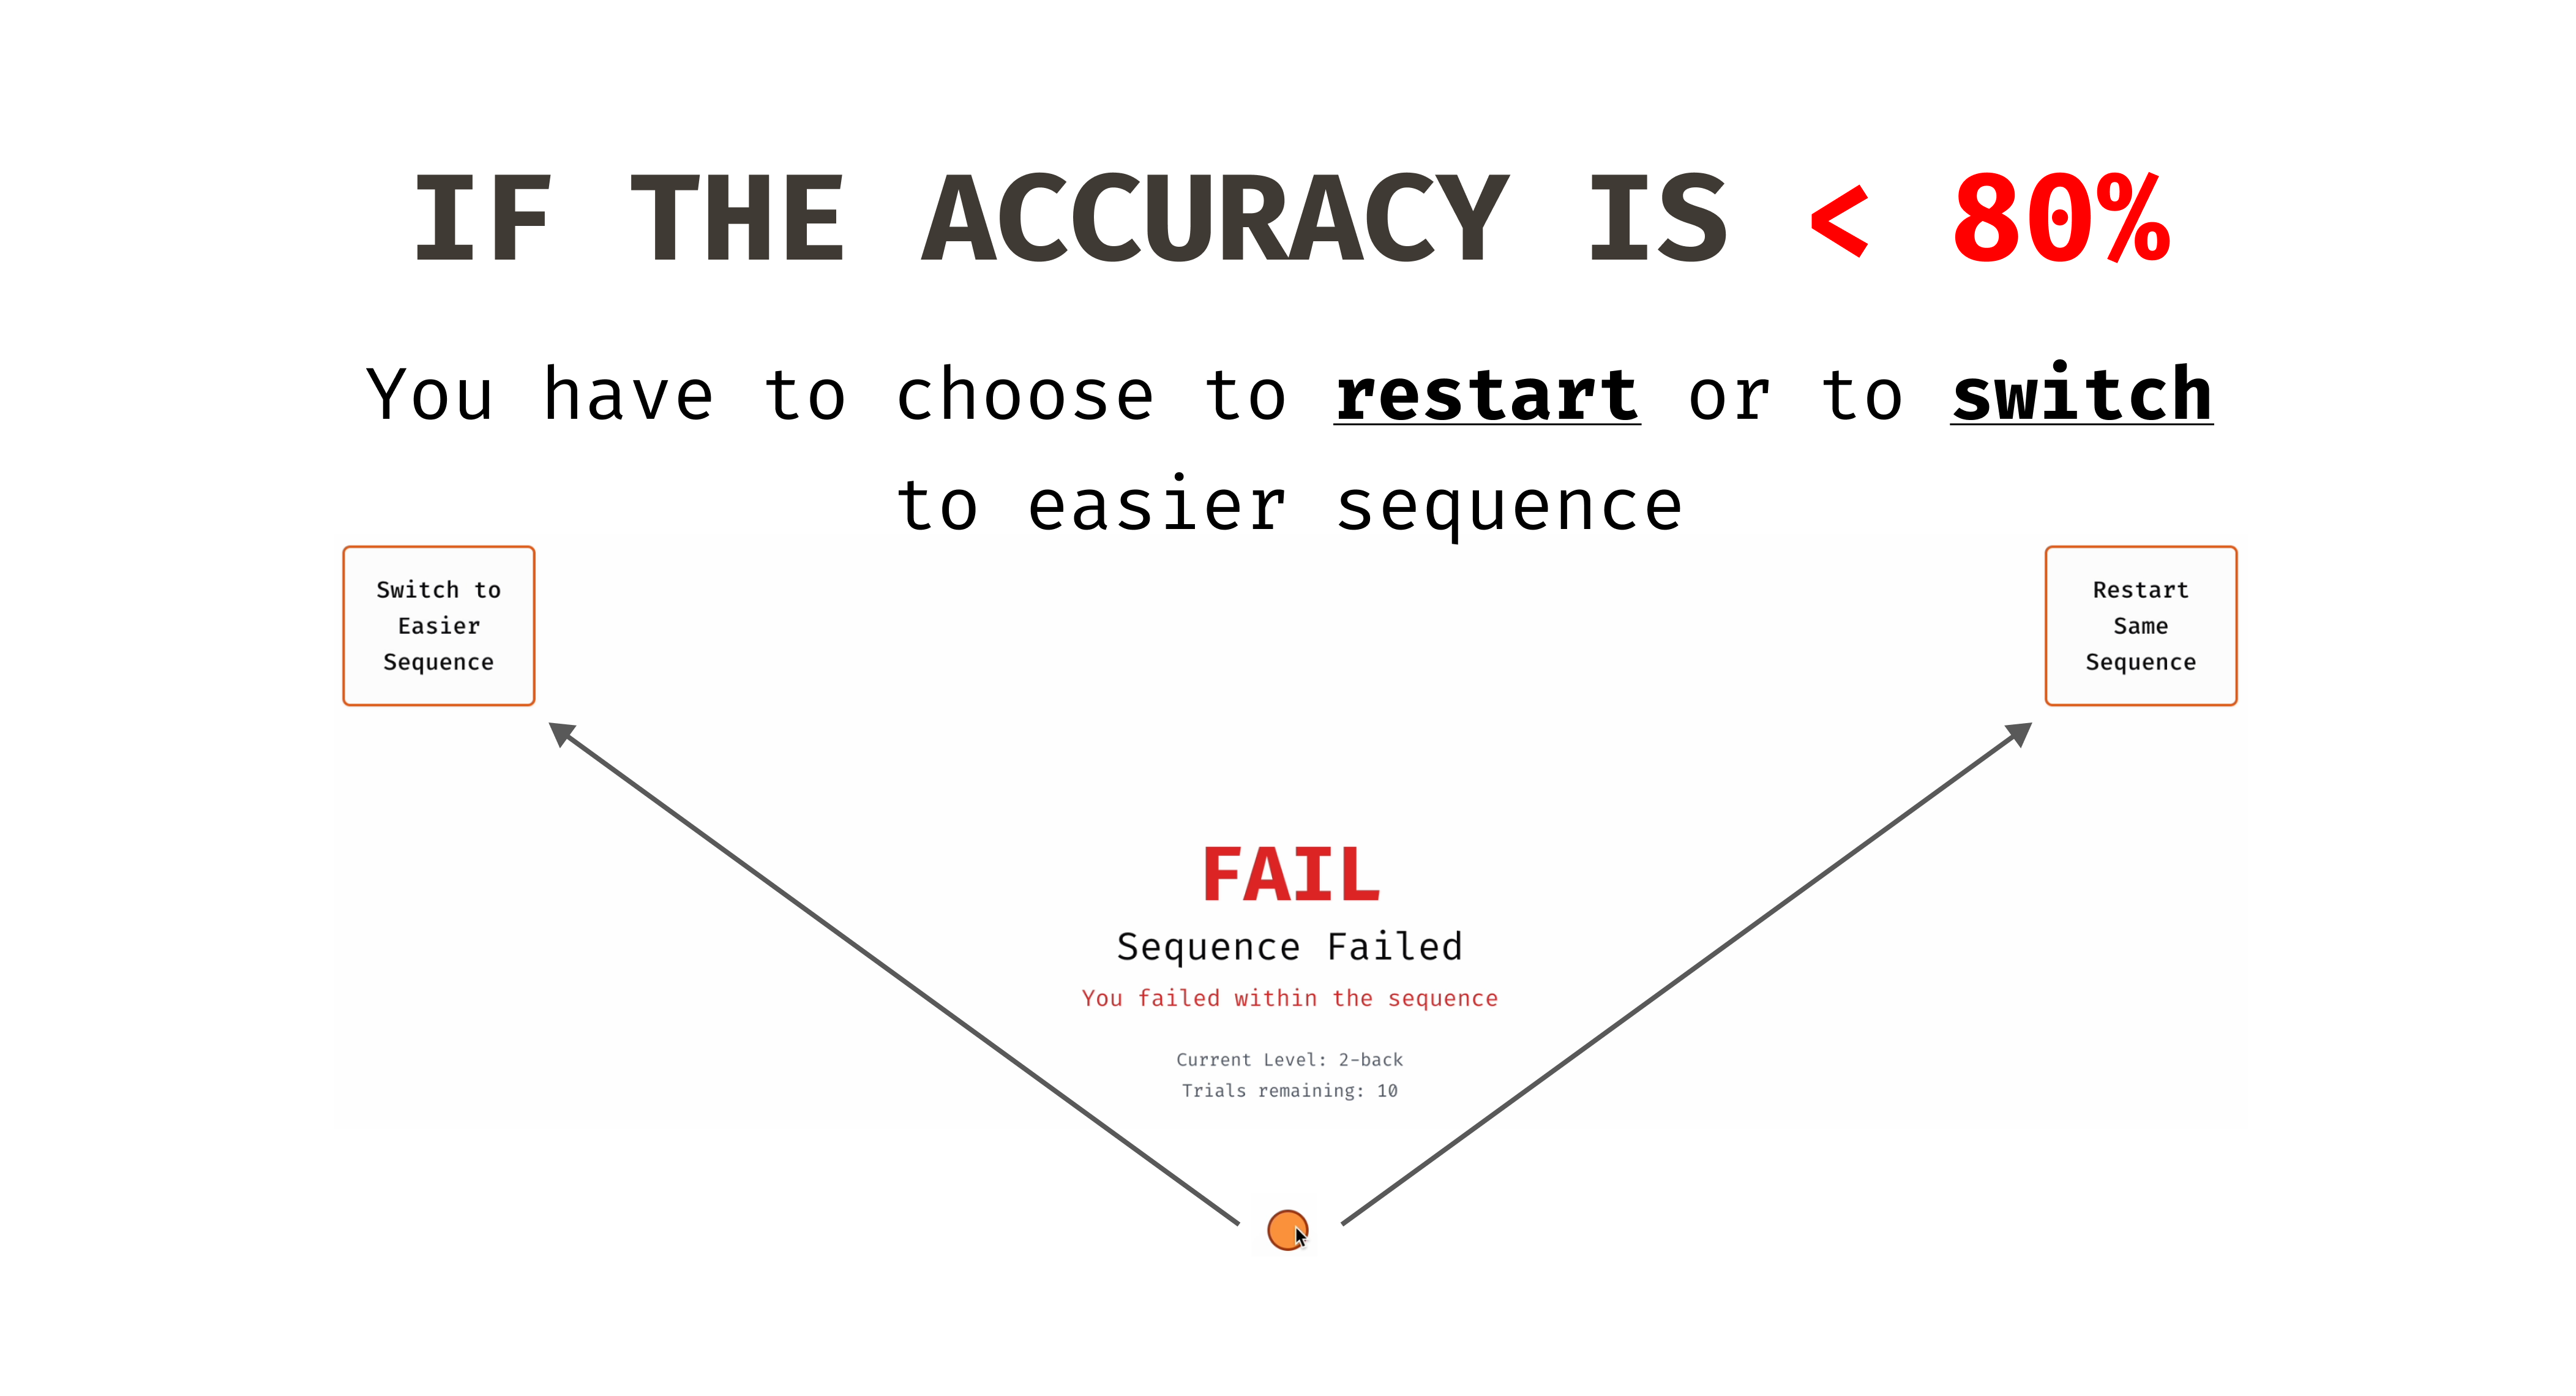 IF THE ACCURACY IS < 80%
You have to choose to restart or to switch
to easier sequence
Switch to
Easier
Sequence
Restart
Same
Sequence
FAIL
Sequence Failed
You failed within the sequence
Current Level: 2-back
Trials remaining: 10